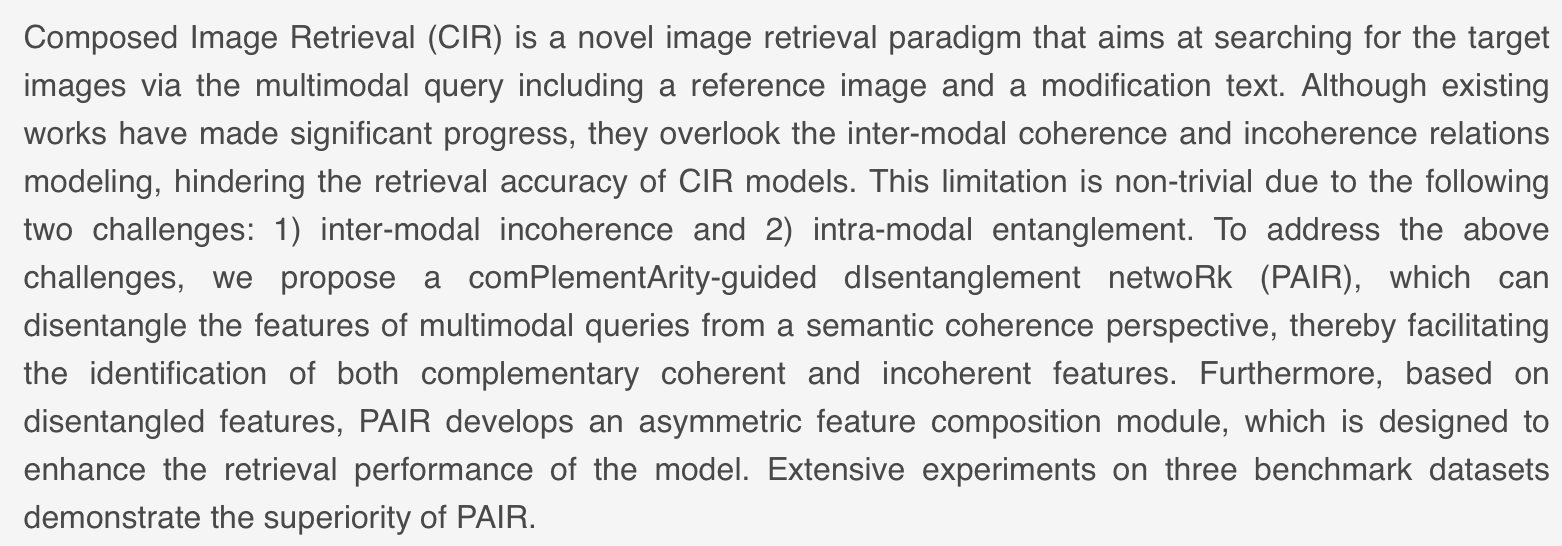 Composed Image Retrieval (CIR) is a novel image retrieval paradigm that aims at searching for the target
images via the multimodal query including a reference image and a modification text. Although existing
works have made significant progress, they overlook the inter-modal coherence and incoherence relations
modeling, hindering the retrieval accuracy of CIR models. This limitation is non-trivial due to the following
two challenges: 1) inter-modal incoherence and 2) intra-modal entanglement. To address the above
challenges, we propose a comPlementArity-guided dIsentanglement netwoRk (PAIR), which can
disentangle the features of multimodal queries from a semantic coherence perspective, thereby facilitating
the identification of both complementary coherent and incoherent features. Furthermore, based on
disentangled features, PAIR develops an asymmetric feature composition module, which is designed to
enhance the retrieval performance of the model. Extensive experiments on three benchmark datasets
demonstrate the superiority of PAIR.